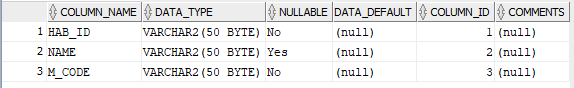 COLUMN_NAME DATA_TYPE NULLABLE DATA_DEFAULT COLUMN_ID COMMENTS
1 HAB_ID VARCHAR2(50 BYTE) No (null) 1 (null)
2 NAME VARCHAR2(50 BYTE) Yes (null) 2 (null)
3 M_CODE VARCHAR2(50 BYTE) No (null) 3 (null)